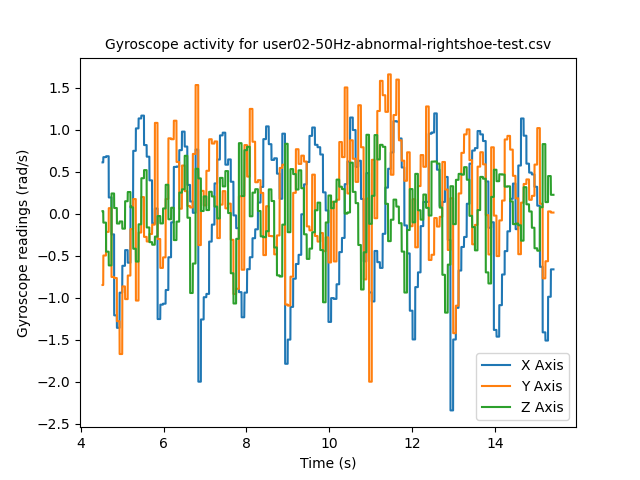 Gyroscope activity for user02-50Hz-abnormal-rightshoe-test.csv
Gyroscope readings (rad/s)
1.5
1.0
0.5
0.0
−0.5
−1.0
−1.5
−2.0
−2.5
X Axis
Y Axis
Z Axis
4 6 8 10 12 14
Time (s)